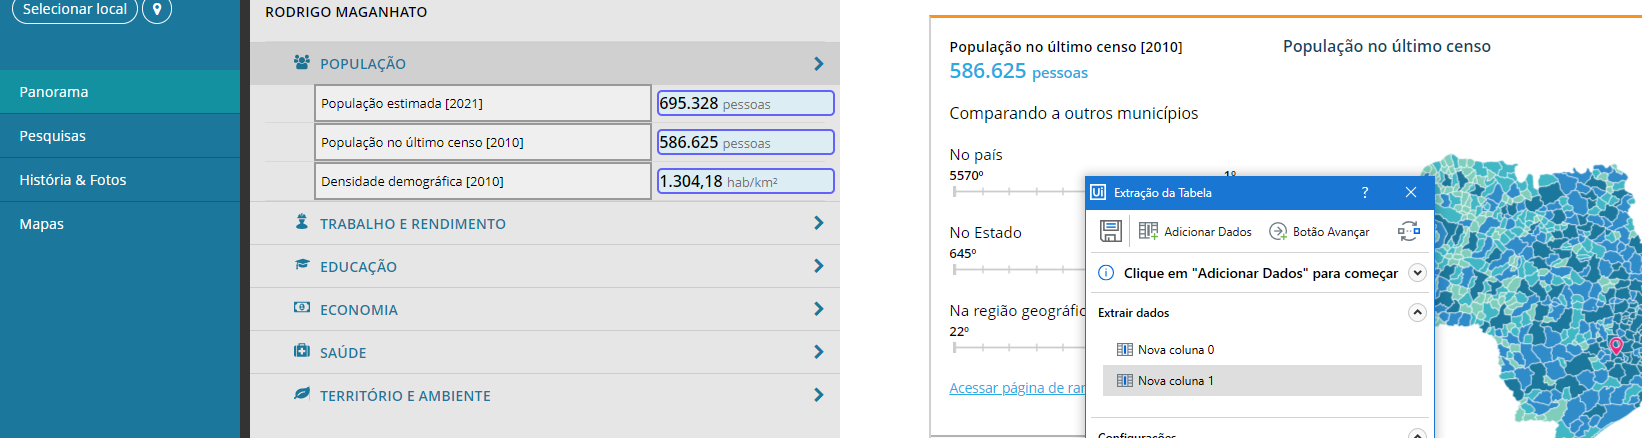 Selecionar local
Panorama
Pesquisas
História & Fotos
Mapas
RODRIGO MAGANHATO
POPULAÇÃO
População estimada [2021] 695.328 pessoas
População no último censo [2010] 586.625 pessoas
Densidade demográfica [2010] 1.304,18 hab/km²
TRABALHO E RENDIMENTO
EDUCAÇÃO
ECONOMIA
SAÚDE
TERRITÓRIO E AMBIENTE
População no último censo [2010]
586.625 pessoas
Comparando a outros municípios
No país
5570º 1º
No Estado
645º
Na região geográfic
22º
Acessar página de ran
População no último censo
Ui Extração da Tabela ?
Adicionar Dados Botão Avançar
Clique em "Adicionar Dados" para começar
Extrair dados
Nova coluna 0
Nova coluna 1
Configurações